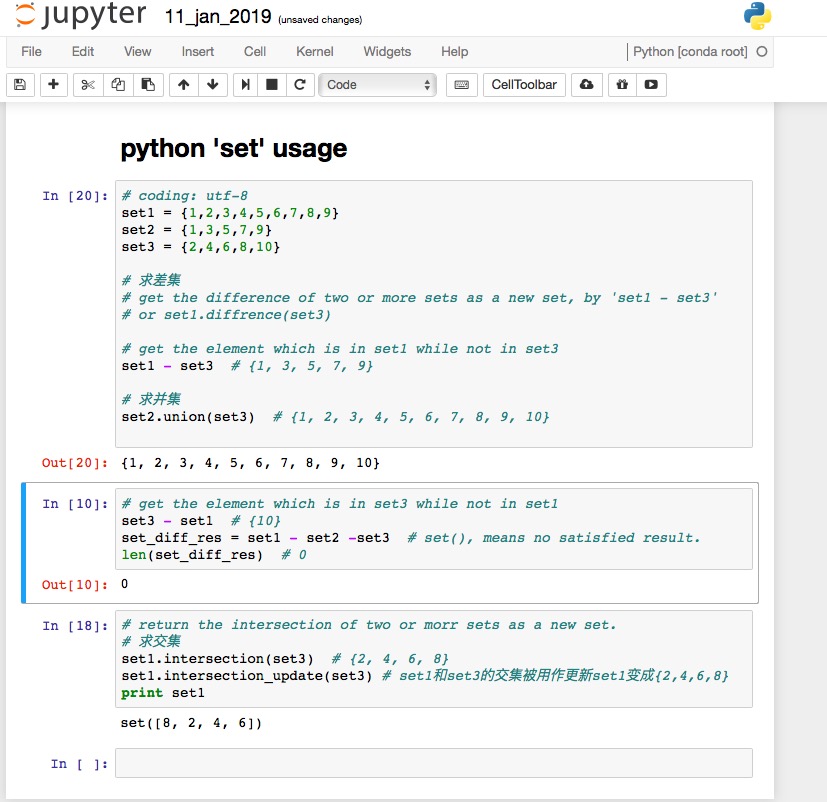 jupyter 11_jan_2019 (unsaved changes)
File Edit View Insert Cell Kernel Widgets Help Python [conda root]
Code CellToolbar
python 'set' usage
In [20]:
# coding: utf-8
set1 = {1,2,3,4,5,6,7,8,9}
set2 = {1,3,5,7,9}
set3 = {2,4,6,8,10}
# 求差集
# get the difference of two or more sets as a new set, by 'set1 - set3'
# or set1.diffrence(set3)
# get the element which is in set1 while not in set3
set1 - set3  # {1, 3, 5, 7, 9}
# 求并集
set2.union(set3)  # {1, 2, 3, 4, 5, 6, 7, 8, 9, 10}
Out[20]: {1, 2, 3, 4, 5, 6, 7, 8, 9, 10}
In [10]:
# get the element which is in set3 while not in set1
set3 - set1  # {10}
set_diff_res = set1 - set2 -set3  # set(), means no satisfied result.
len(set_diff_res)  # 0
Out[10]: 0
In [18]:
# return the intersection of two or morr sets as a new set.
# 求交集
set1.intersection(set3)  # {2, 4, 6, 8}
set1.intersection_update(set3) # set1和set3的交集被用作更新set1变成{2,4,6,8}
print set1
set([8, 2, 4, 6])
In [ ]: